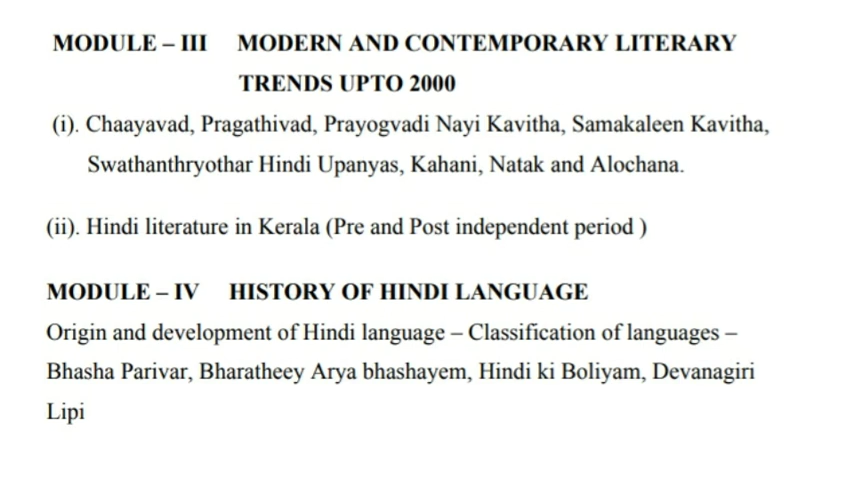 MODULE – III MODERN AND CONTEMPORARY LITERARY
TRENDS UPTO 2000
(i). Chaayavad, Pragathivad, Prayogvadi Nayi Kavitha, Samakaleen Kavitha,
Swathanthryothar Hindi Upanyas, Kahani, Natak and Alochana.
(ii). Hindi literature in Kerala (Pre and Post independent period )
MODULE – IV HISTORY OF HINDI LANGUAGE
Origin and development of Hindi language – Classification of languages –
Bhasha Parivar, Bharatheey Arya bhashayem, Hindi ki Boliyam, Devanagiri
Lipi